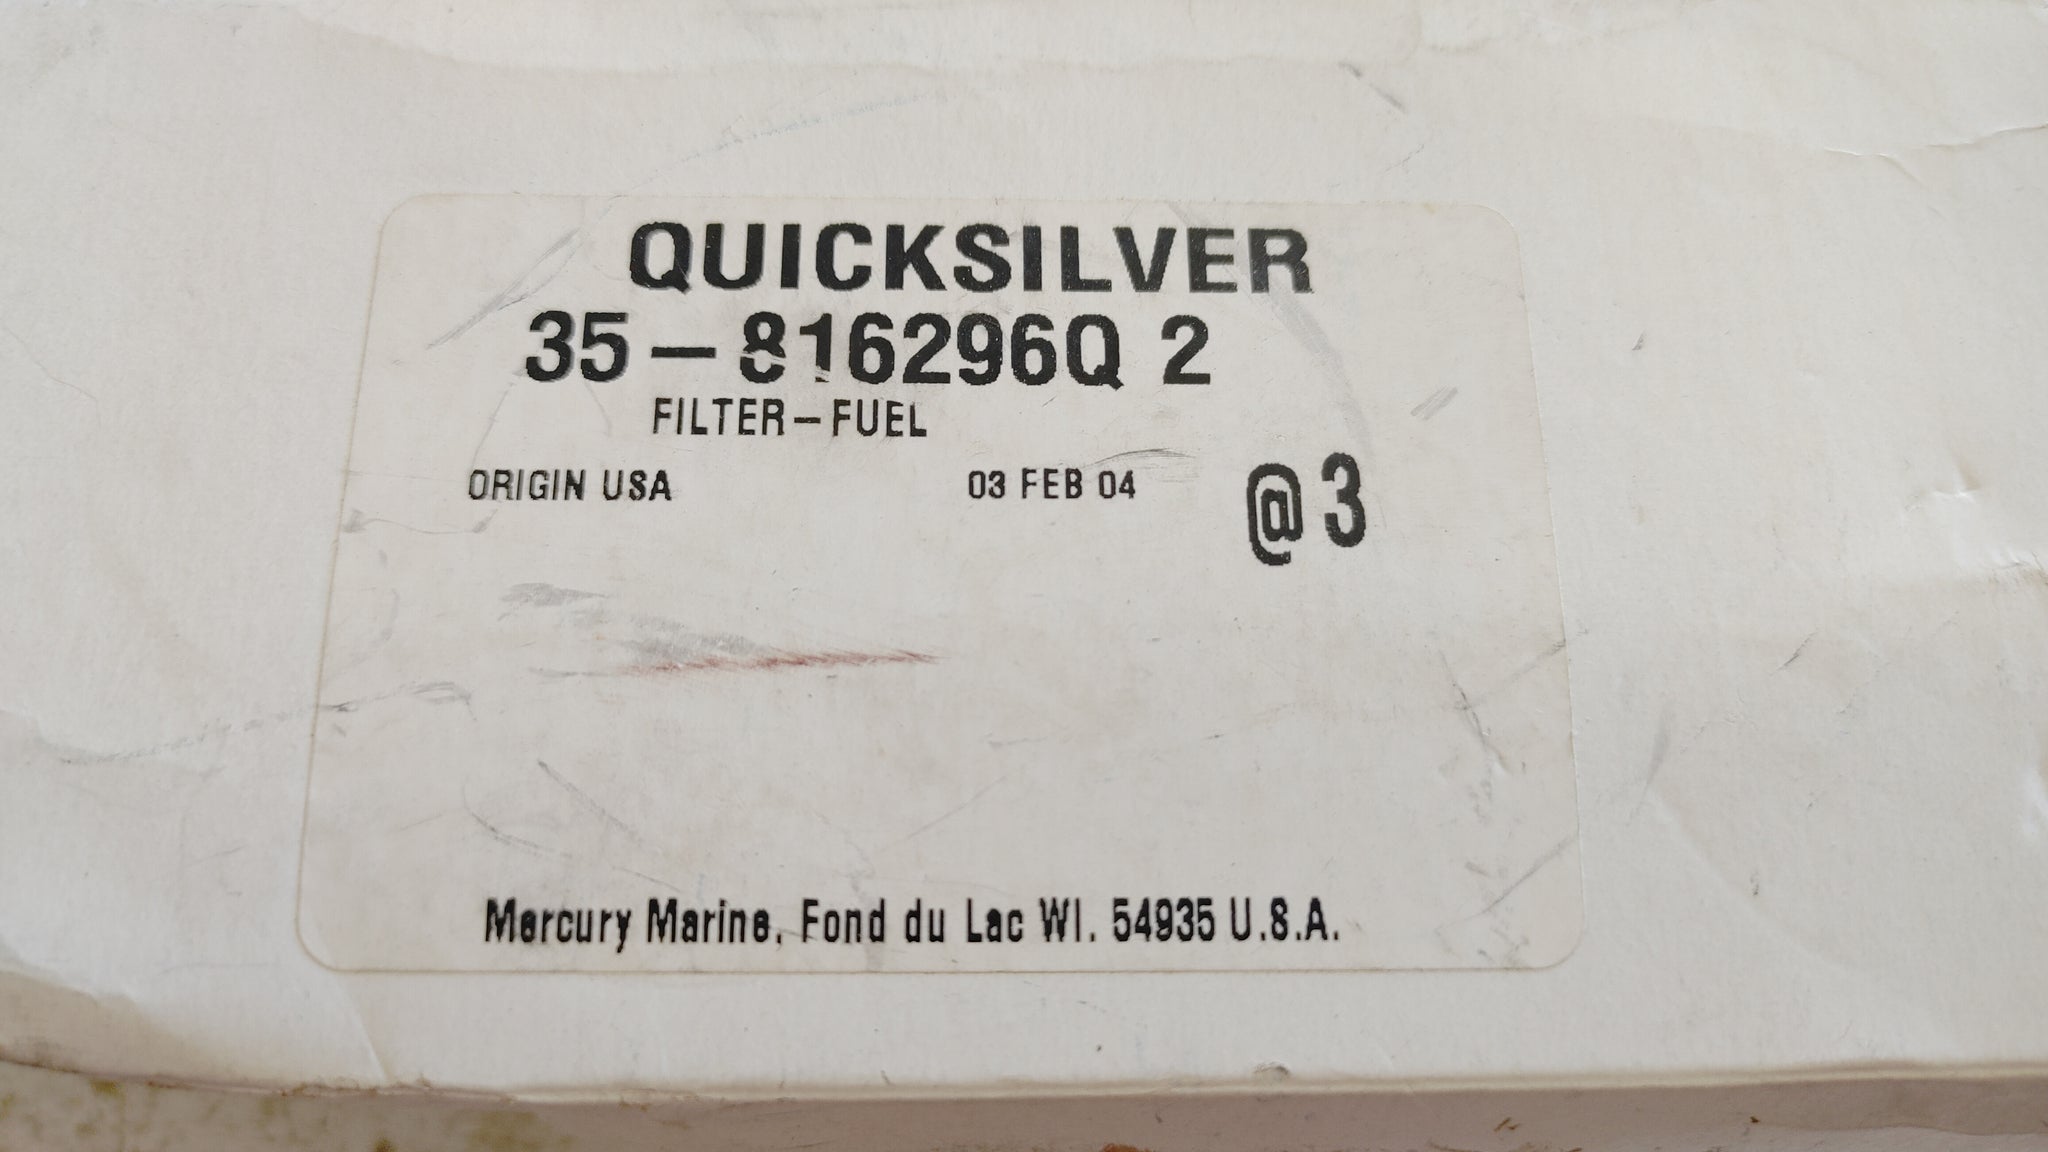 QUICKSILVER
35-816296Q 2
FILTER-FUEL
ORIGIN USA 03 FEB 04 @3
Mercury Marine, Fond du Lac WI. 54935 U.S.A.